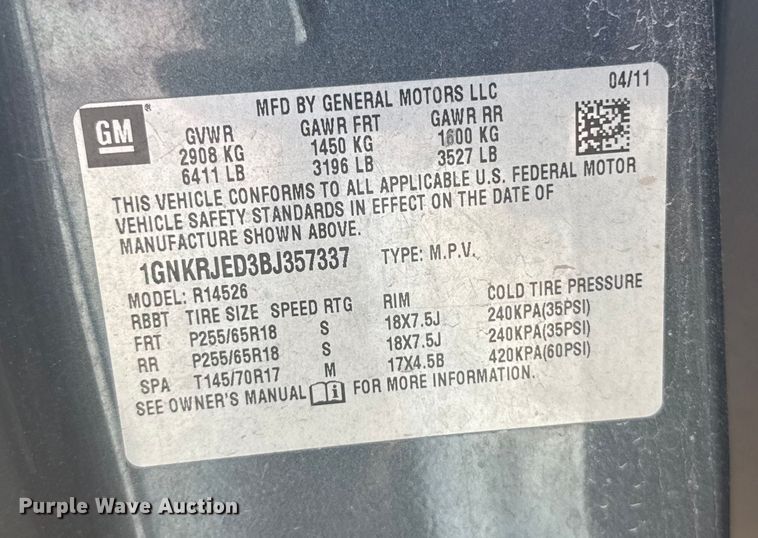 MFD BY GENERAL MOTORS LLC 04/11
GM ®
GVWR GAWR FRT GAWR RR
2908 KG 1450 KG 1600 KG
6411 LB 3196 LB 3527 LB
THIS VEHICLE CONFORMS TO ALL APPLICABLE U.S. FEDERAL MOTOR
VEHICLE SAFETY STANDARDS IN EFFECT ON THE DATE OF
MANUFACTURE SHOWN ABOVE.
1GNKRJED3BJ357337 TYPE: M.P.V.
MODEL: R14526
RBBT TIRE SIZE SPEED RTG RIM COLD TIRE PRESSURE
FRT P255/65R18 S 18X7.5J 240KPA(35PSI)
RR P255/65R18 S 18X7.5J 240KPA(35PSI)
SPA T145/70R17 M 17X4.5B 420KPA(60PSI)
SEE OWNER'S MANUAL i FOR MORE INFORMATION.
Purple Wave Auction